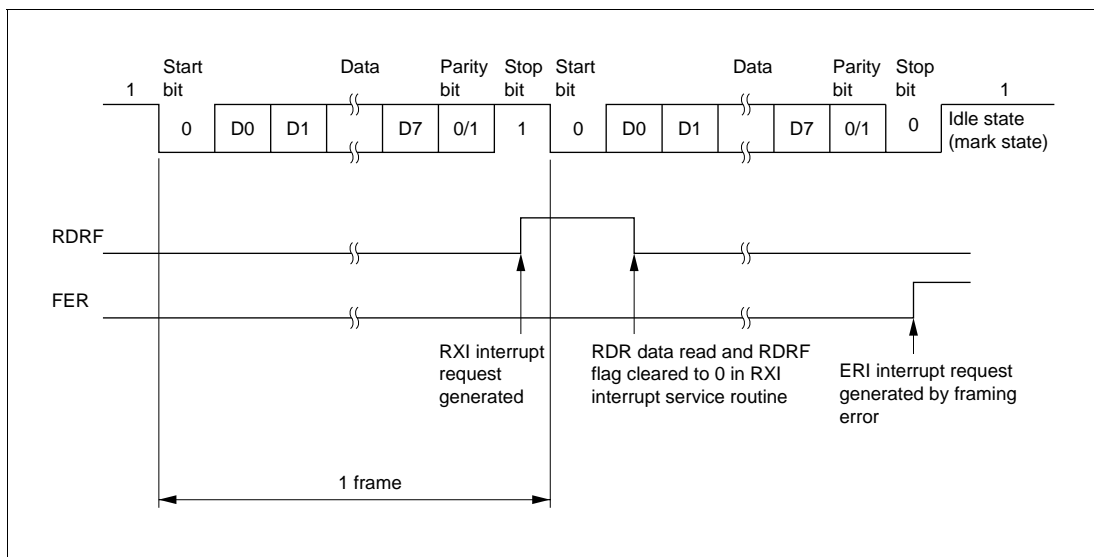 1
Start bit
Data
Parity bit
Stop bit
Start bit
Data
Parity bit
Stop bit
1
0
D0
D1
D7
0/1
1
0
D0
D1
D7
0/1
0
Idle state
(mark state)
RDRF
FER
RXI interrupt
request
generated
RDR data read and RDRF
flag cleared to 0 in RXI
interrupt service routine
ERI interrupt request
generated by framing
error
1 frame